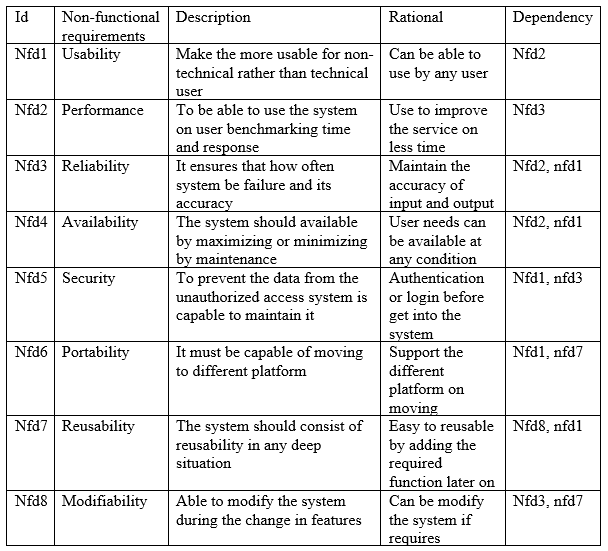 Id Non-functional requirements Description Rational Dependency
Nfd1 Usability Make the more usable for non-technical rather than technical user Can be able to use by any user Nfd2
Nfd2 Performance To be able to use the system on user benchmarking time and response Use to improve the service on less time Nfd3
Nfd3 Reliability It ensures that how often system be failure and its accuracy Maintain the accuracy of input and output Nfd2, nfd1
Nfd4 Availability The system should available by maximizing or minimizing by maintenance User needs can be available at any condition Nfd2, nfd1
Nfd5 Security To prevent the data from the unauthorized access system is capable to maintain it Authentication or login before get into the system Nfd1, nfd3
Nfd6 Portability It must be capable of moving to different platform Support the different platform on moving Nfd1, nfd7
Nfd7 Reusability The system should consist of reusability in any deep situation Easy to reusable by adding the required function later on Nfd8, nfd1
Nfd8 Modifiability Able to modify the system during the change in features Can be modify the system if requires Nfd3, nfd7